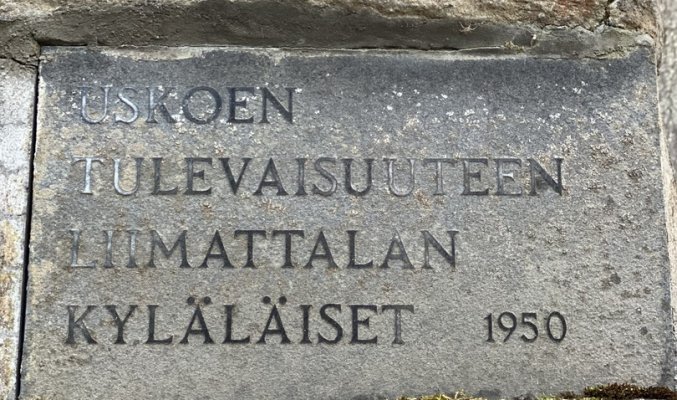 USKOEN
TULEVAISUUTEEN
LIIMATTALAN
KYLÄLÄISET 1950